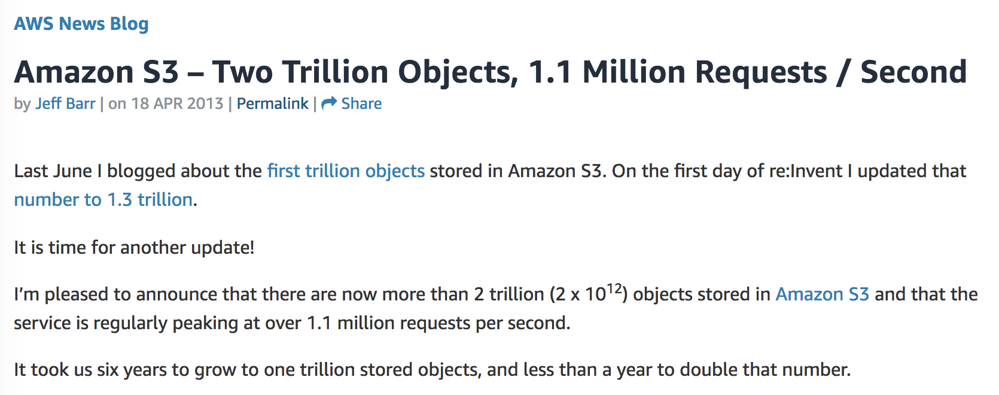 AWS News Blog
Amazon S3 – Two Trillion Objects, 1.1 Million Requests / Second
by Jeff Barr | on 18 APR 2013 | Permalink | Share
Last June I blogged about the first trillion objects stored in Amazon S3. On the first day of re:Invent I updated that
number to 1.3 trillion.
It is time for another update!
I’m pleased to announce that there are now more than 2 trillion (2 x 10¹²) objects stored in Amazon S3 and that the
service is regularly peaking at over 1.1 million requests per second.
It took us six years to grow to one trillion stored objects, and less than a year to double that number.